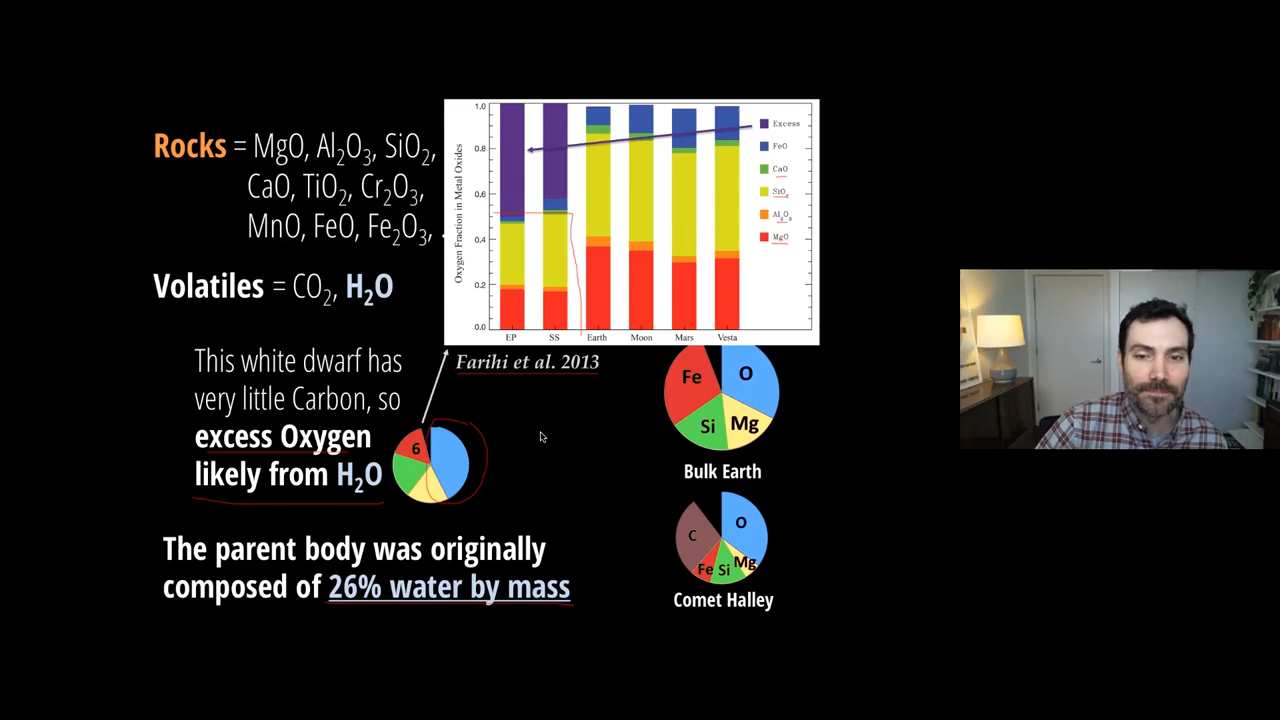 Rocks = MgO, Al₂O₃, SiO₂,
CaO, TiO₂, Cr₂O₃,
MnO, FeO, Fe₂O₃, .
Volatiles = CO₂, H₂O
This white dwarf has
very little Carbon, so
excess Oxygen
likely from H₂O
6
The parent body was originally
composed of 26% water by mass
Oxygen Fraction in Metal Oxides
1.0
0.8
0.6
0.4
0.2
0.0
EP SS Earth Moon Mars Vesta
Excess
FeO
CaO
SiO₂
Al₂O₃
MgO
Farihi et al. 2013
Fe O
Si Mg
Bulk Earth
C O
Fe Si Mg
Comet Halley